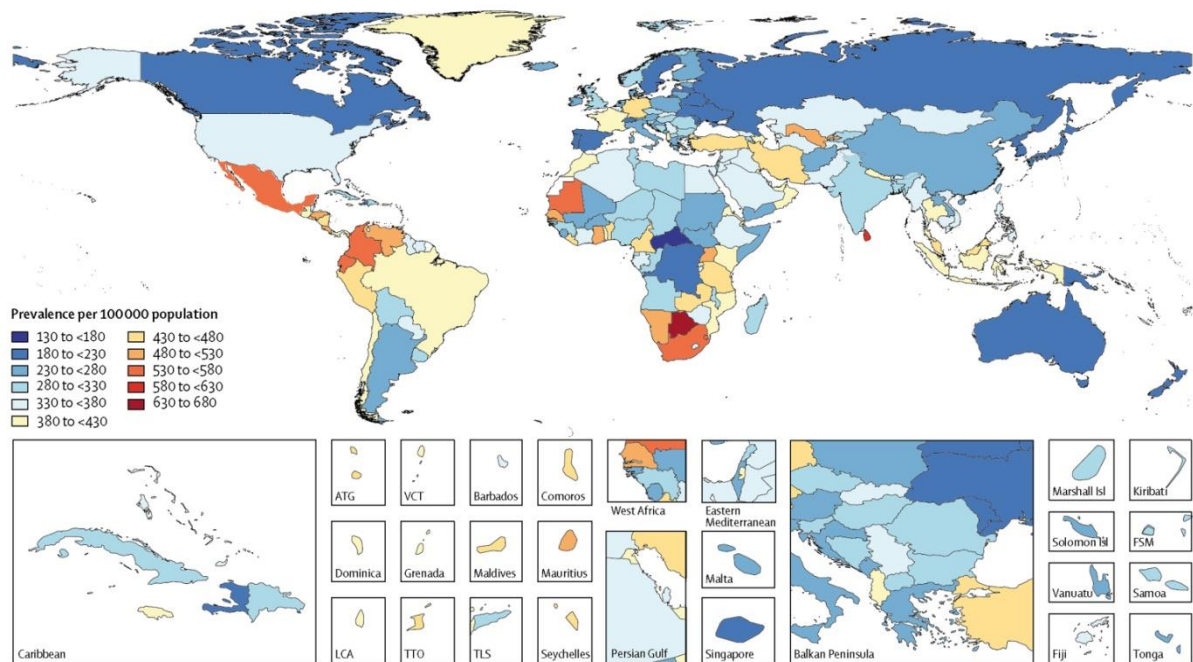 Prevalence per 100 000 population
130 to <180
180 to <230
230 to <280
280 to <330
330 to <380
380 to <430
430 to <480
480 to <530
530 to <580
580 to <630
630 to 680
Caribbean
ATG
VCT
Barbados
Comoros
Dominica
Grenada
Maldives
Mauritius
LCA
TTO
TLS
Seychelles
West Africa
Eastern
Mediterranean
Persian Gulf
Malta
Singapore
Balkan Peninsula
Marshall Isl
Kiribati
Solomon Isl
FSM
Vanuatu
Samoa
Fiji
Tonga